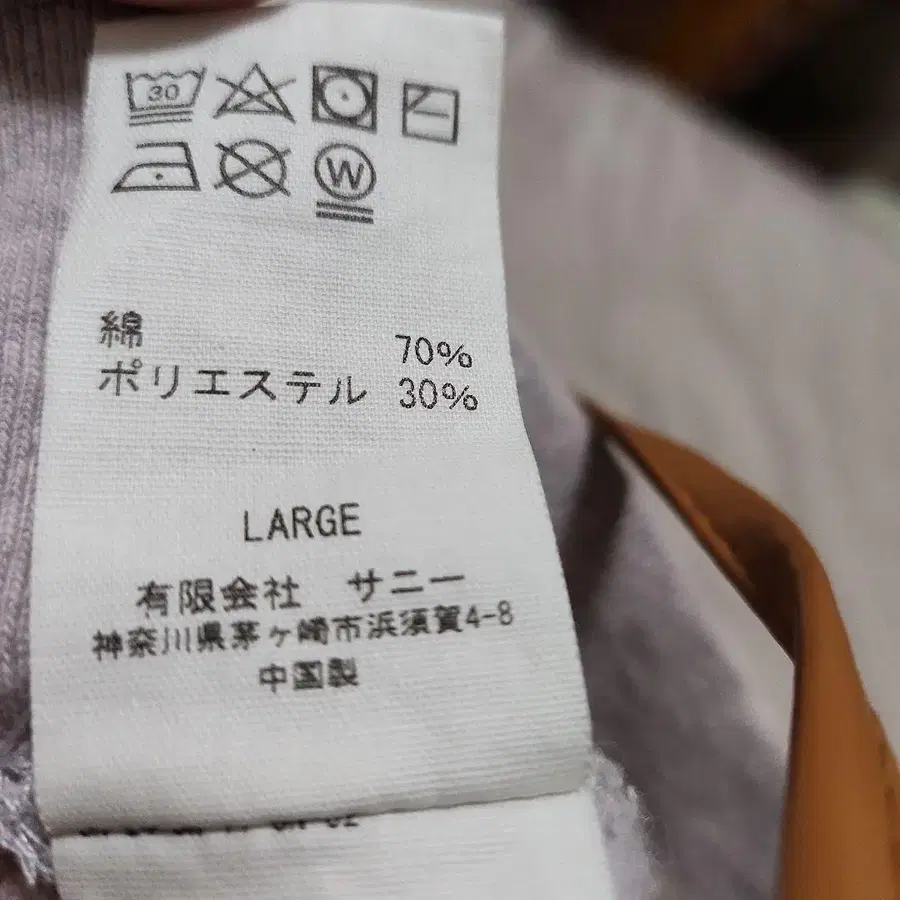 30
W
綿 70%
ポリエステル 30%
LARGE
有限会社 サニー
神奈川県茅ヶ崎市浜須賀4-8
中国製